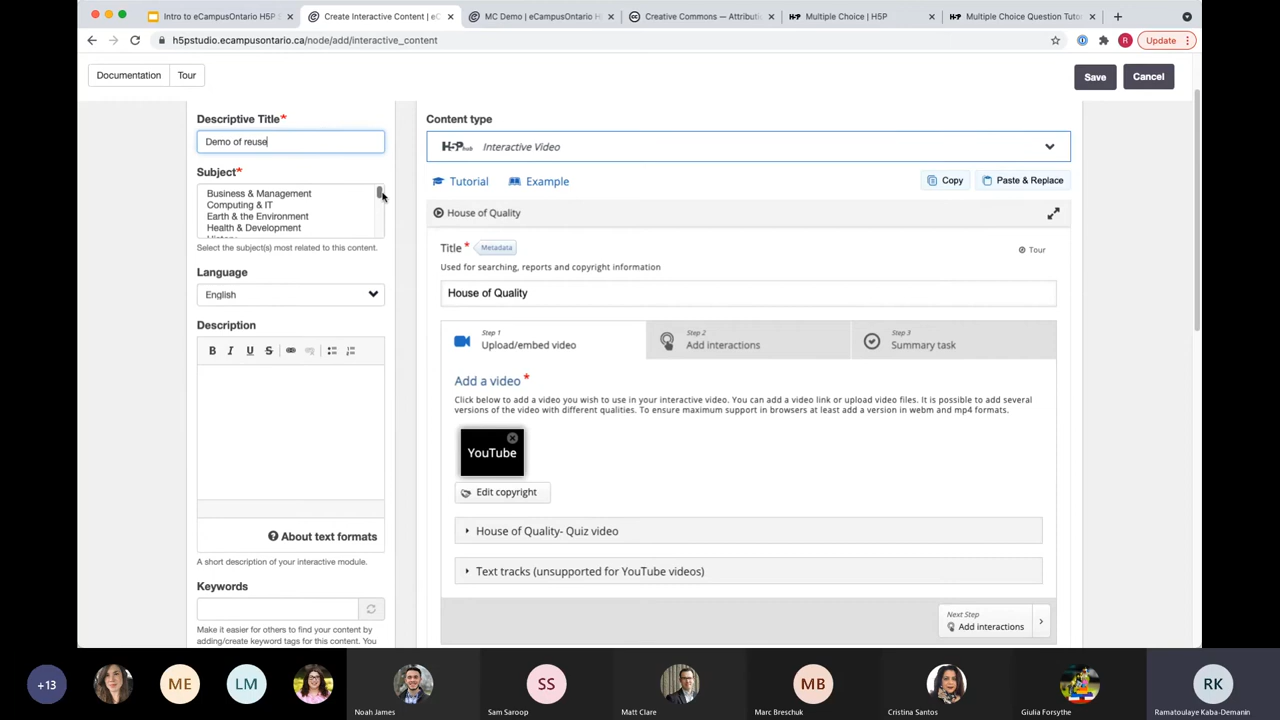 Intro to eCampusOntario H5P S
Create Interactive Content | eC
MC Demo | eCampusOntario H5
Creative Commons — Attributi
Multiple Choice | H5P
Multiple Choice Question Tuto
h5pstudio.ecampusontario.ca/node/add/interactive_content
R
Update
Documentation
Tour
Save
Cancel
Descriptive Title*
Demo of reuse
Subject*
Business & Management
Computing & IT
Earth & the Environment
Health & Development
Select the subject(s) most related to this content.
Language
English
Description
B I U S
About text formats
A short description of your interactive module.
Keywords
Make it easier for others to find your content by
adding/create keyword tags for this content. You
Content type
H5P hub Interactive Video
Tutorial
Example
Copy
Paste & Replace
House of Quality
Title * Metadata
Tour
Used for searching, reports and copyright information
House of Quality
Step 1
Upload/embed video
Step 2
Add interactions
Step 3
Summary task
Add a video *
Click below to add a video you wish to use in your interactive video. You can add a video link or upload video files. It is possible to add several
versions of the video with different qualities. To ensure maximum support in browsers at least add a version in webm and mp4 formats.
YouTube
Edit copyright
House of Quality- Quiz video
Text tracks (unsupported for YouTube videos)
Next Step
Add interactions
+13
ME
LM
Noah James
SS
Sam Saroop
Matt Clare
MB
Marc Breschuk
Cristina Santos
Giulia Forsythe
RK
Ramatoulaye Kaba-Demanin